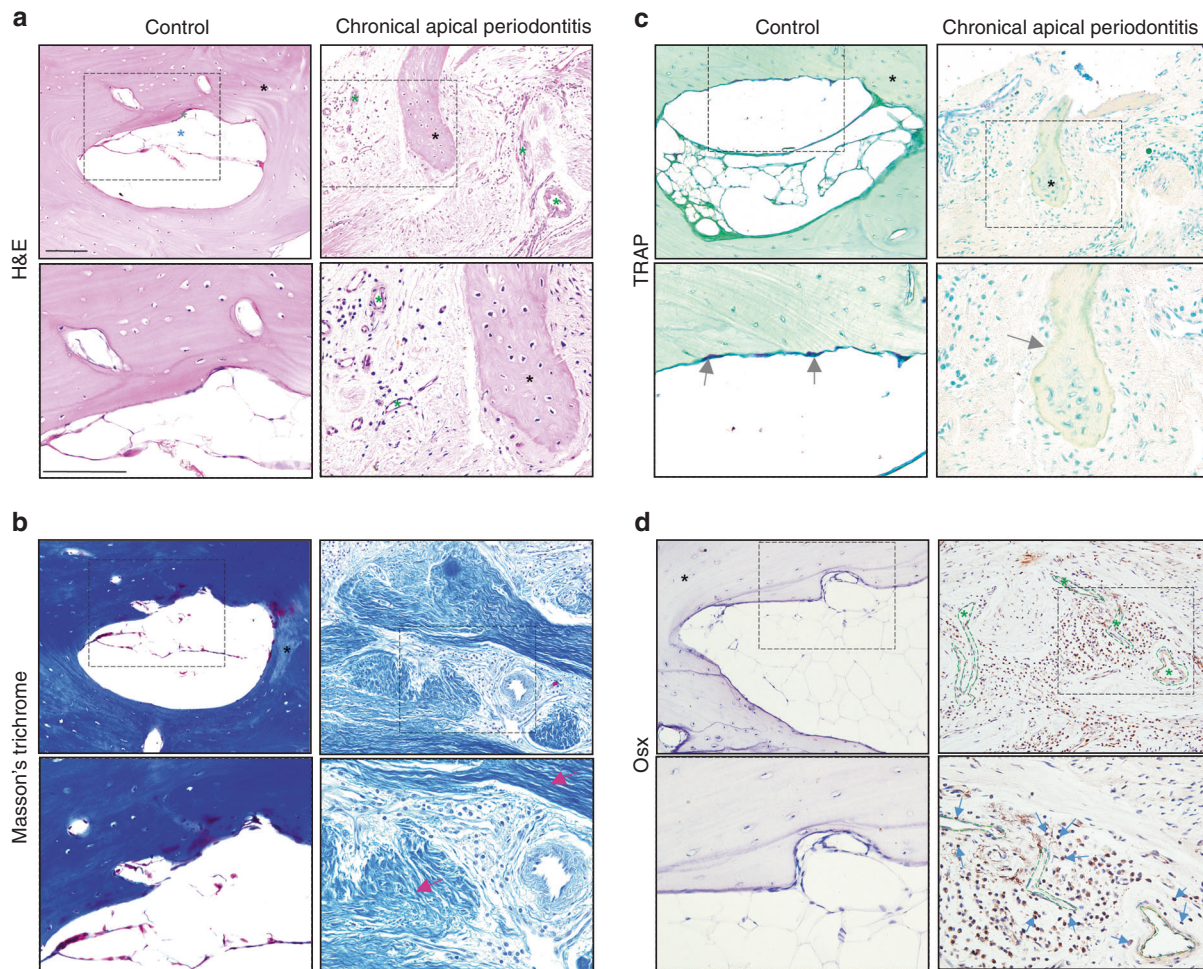 a
Control
Chronical apical periodontitis
H&E
*
*
*
*
*
*
*
*
*
b
Masson's trichrome
*
*
c
Control
Chronical apical periodontitis
TRAP
*
*
d
Osx
*
*
*
*